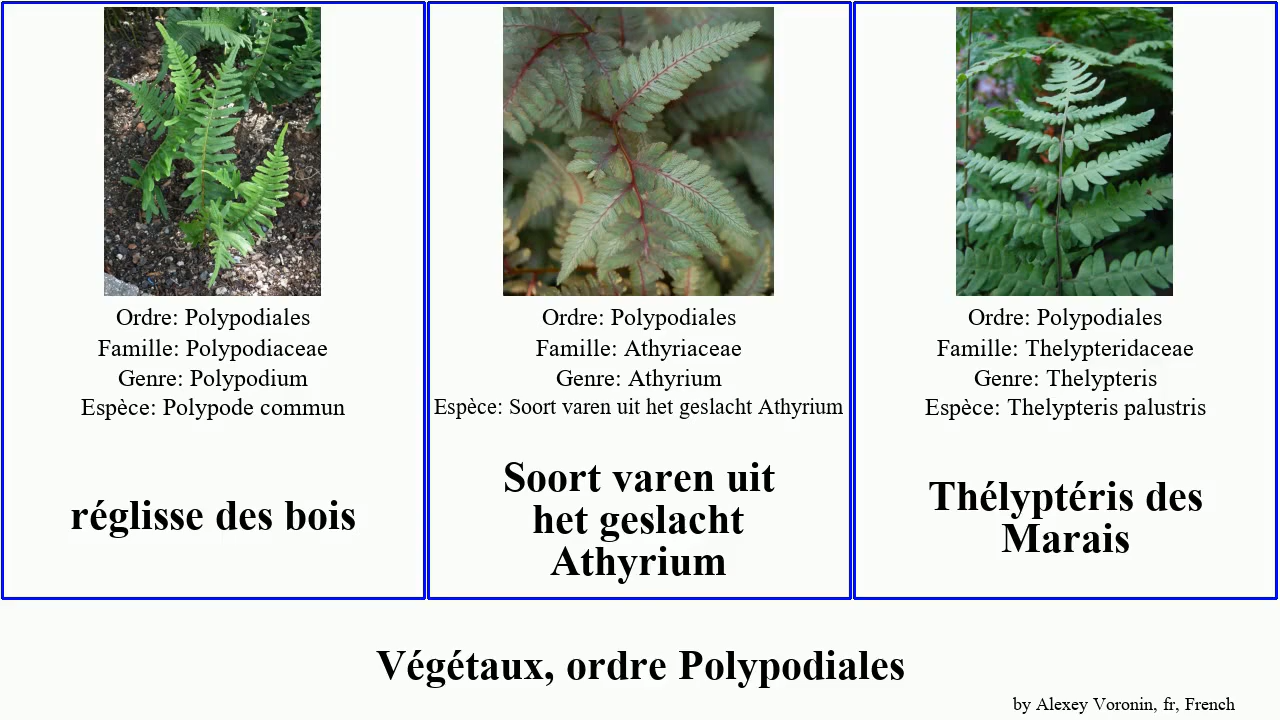 Ordre: Polypodiales
Famille: Polypodiaceae
Genre: Polypodium
Espèce: Polypode commun
réglisse des bois
Ordre: Polypodiales
Famille: Athyriaceae
Genre: Athyrium
Espèce: Soort varen uit het geslacht Athyrium
Soort varen uit
het geslacht
Athyrium
Ordre: Polypodiales
Famille: Thelypteridaceae
Genre: Thelypteris
Espèce: Thelypteris palustris
Thélyptéris des
Marais
Végétaux, ordre Polypodiales
by Alexey Voronin, fr, French